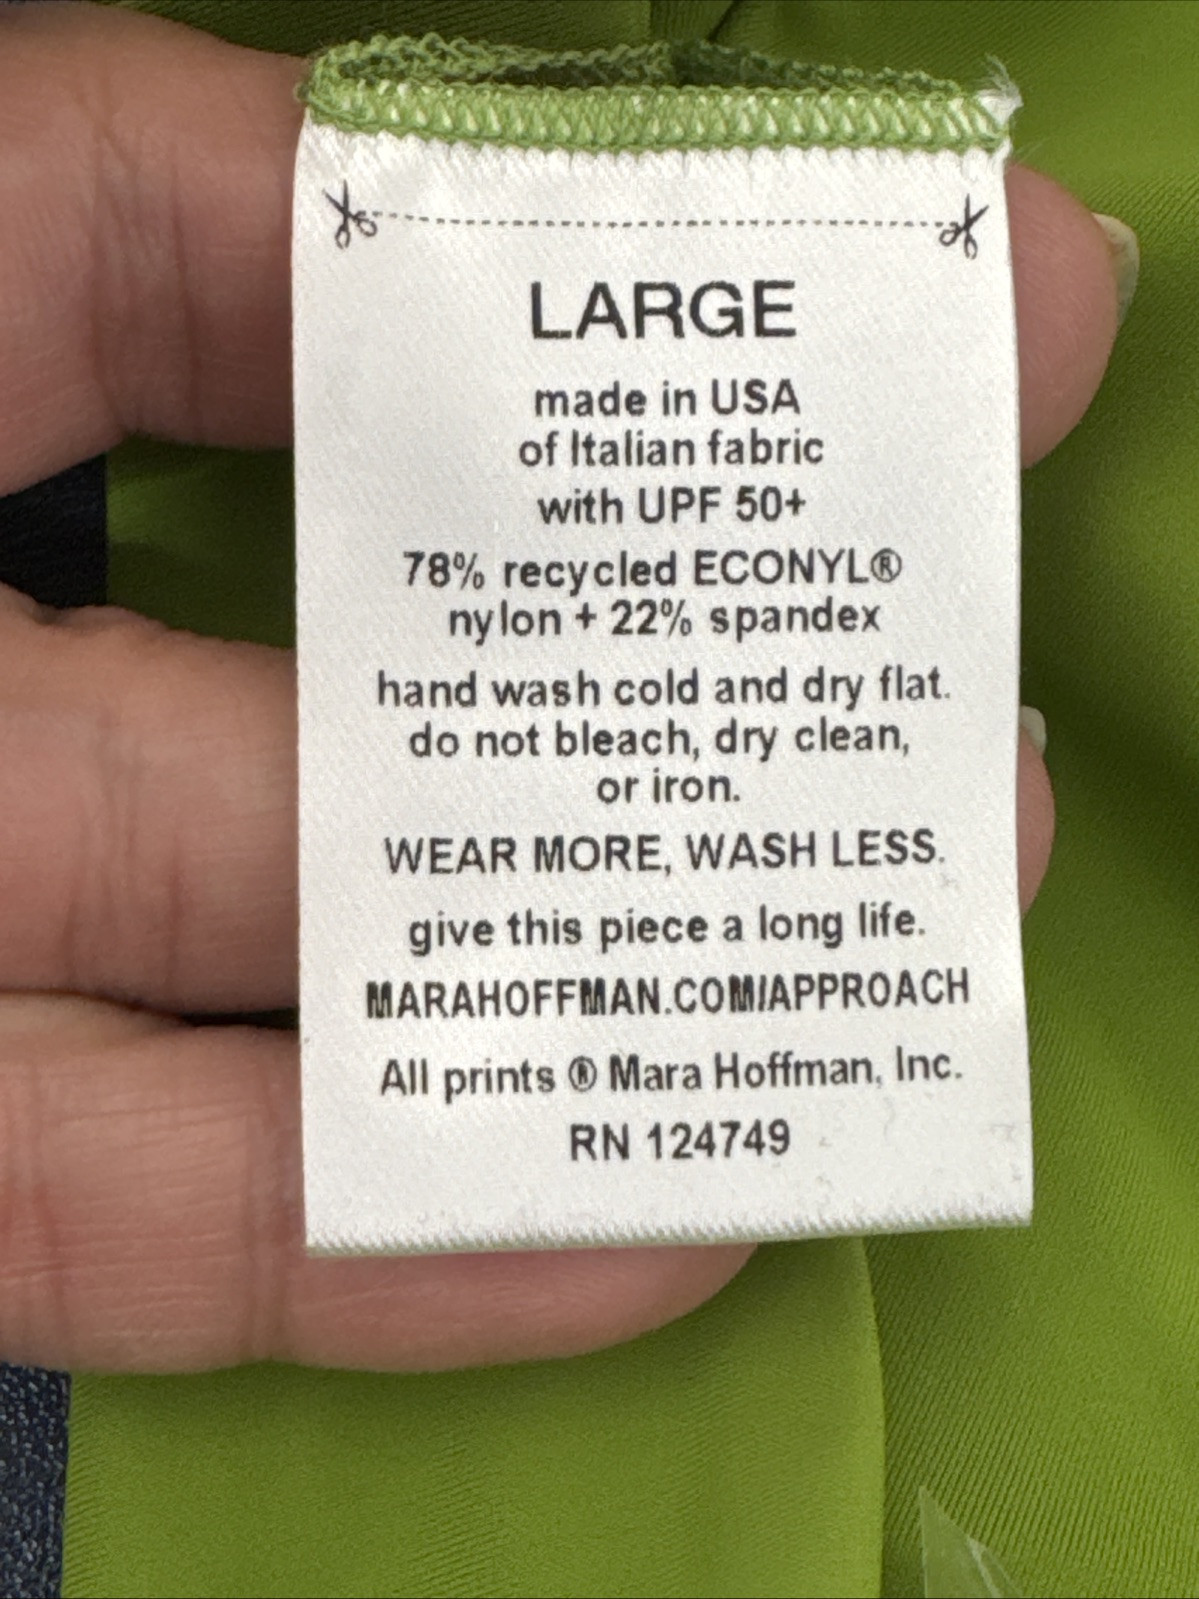 LARGE
made in USA
of Italian fabric
with UPF 50+
78% recycled ECONYL®
nylon + 22% spandex
hand wash cold and dry flat.
do not bleach, dry clean,
or iron.
WEAR MORE, WASH LESS.
give this piece a long life.
MARAHOFFMAN.COM/APPROACH
All prints ® Mara Hoffman, Inc.
RN 124749